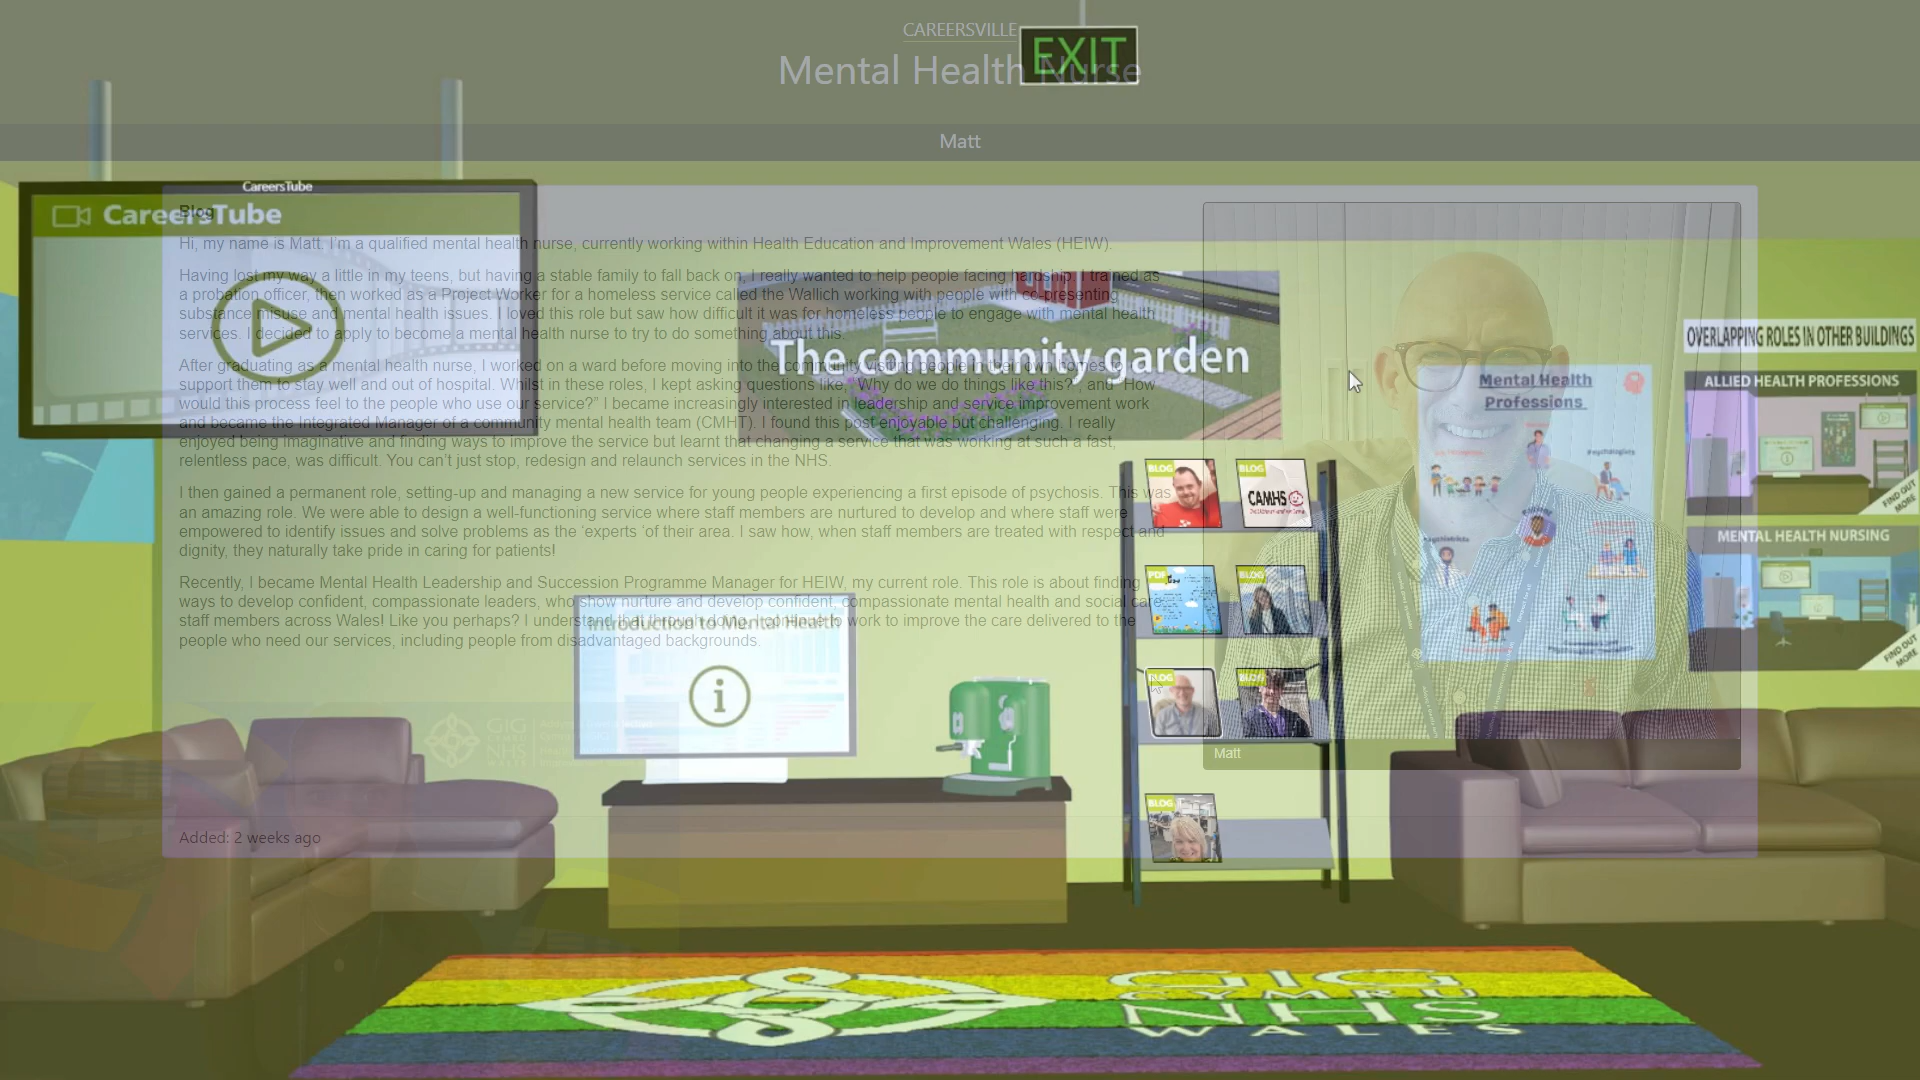 CAREERSVILLE
EXIT
Mental Health Nurse
Matt
CareersTube
CareersTube
Blog
Hi, my name is Matt. I'm a qualified mental health nurse, currently working within Health Education and Improvement Wales (HEIW).
Having lost my way a little in my teens, but having a stable family to fall back on, I really wanted to help people facing hardship. I trained as
a probation officer, then worked as a Project Worker for a homeless service called the Wallich working with people with co-presenting
substance misuse and mental health issues. I loved this role but saw how difficult it was for homeless people to engage with mental health
services. I decided to apply to become a mental health nurse to try to do something about this.
After graduating as a mental health nurse, I worked on a ward before moving into the community visiting people in their own homes to
support them to stay well and out of hospital. Whilst in these roles, I kept asking questions like, “Why do we do things like this?”, and “How
would this process feel to the people who use our service?” I became increasingly interested in leadership and service improvement work
and became the Integrated Manager of a community mental health team (CMHT). I found this post enjoyable but challenging. I really
enjoyed being imaginative and finding ways to improve the service but learnt that changing a service that was working at such a fast,
relentless pace, was difficult. You can’t just stop, redesign and relaunch services in the NHS.
I then gained a permanent role, setting-up and managing a new service for young people experiencing a first episode of psychosis. This was
an amazing role. We were able to design a well-functioning service where staff members are nurtured to develop and where staff were
empowered to identify issues and solve problems as the ‘experts ‘of their area. I saw how, when staff members are treated with respect and
dignity, they naturally take pride in caring for patients!
Recently, I became Mental Health Leadership and Succession Programme Manager for HEIW, my current role. This role is about finding
ways to develop confident, compassionate leaders, who show nurture and develop confident, compassionate mental health and social care
staff members across Wales! Like you perhaps? I understand that through doing, I continue to work to improve the care delivered to the
people who need our services, including people from disadvantaged backgrounds.
Matt
Added: 2 weeks ago
The community garden
Introduction to Mental Health
BLOG
BLOG
CAMHS
PDF
BLOG
BLOG
BLOG
BLOG
Mental Health
Professions
Psychologists
OVERLAPPING ROLES IN OTHER BUILDINGS
ALLIED HEALTH PROFESSIONS
FIND OUT
MORE
MENTAL HEALTH NURSING
FIND OUT
MORE
GIG
CYMRU
NHS
WALES
GIG
CYMRU
NHS
WALES